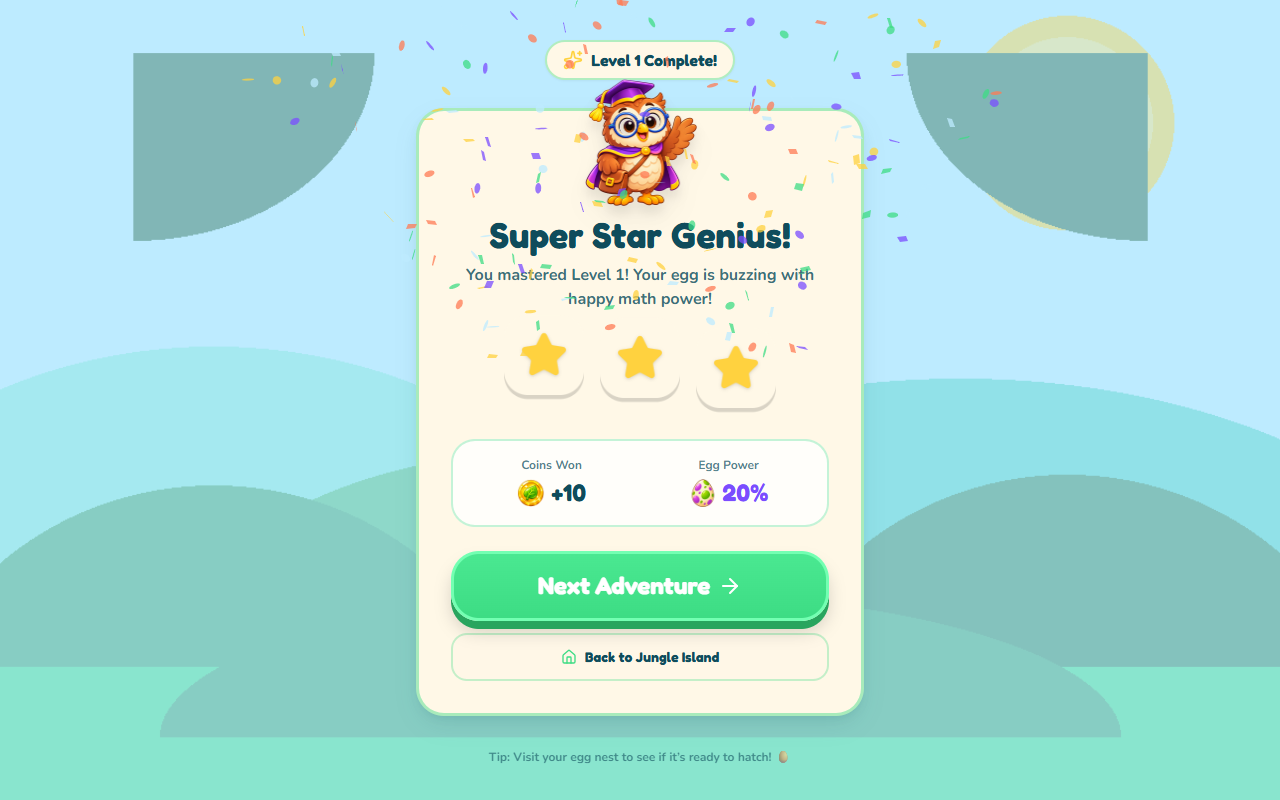 Level 1 Complete!
Super Star Genius!
You mastered Level 1! Your egg is buzzing with
happy math power!
Coins Won
Egg Power
+10
20%
Next Adventure →
Back to Jungle Island
Tip: Visit your egg nest to see if it's ready to hatch! 🥚